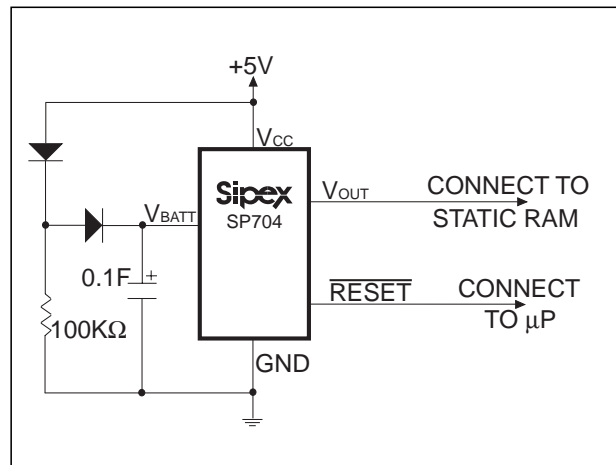 +5V
VCC
Sipex
SP704
VBATT
VOUT
CONNECT TO
STATIC RAM
0.1F
+
RESET
CONNECT
TO µP
100KΩ
GND